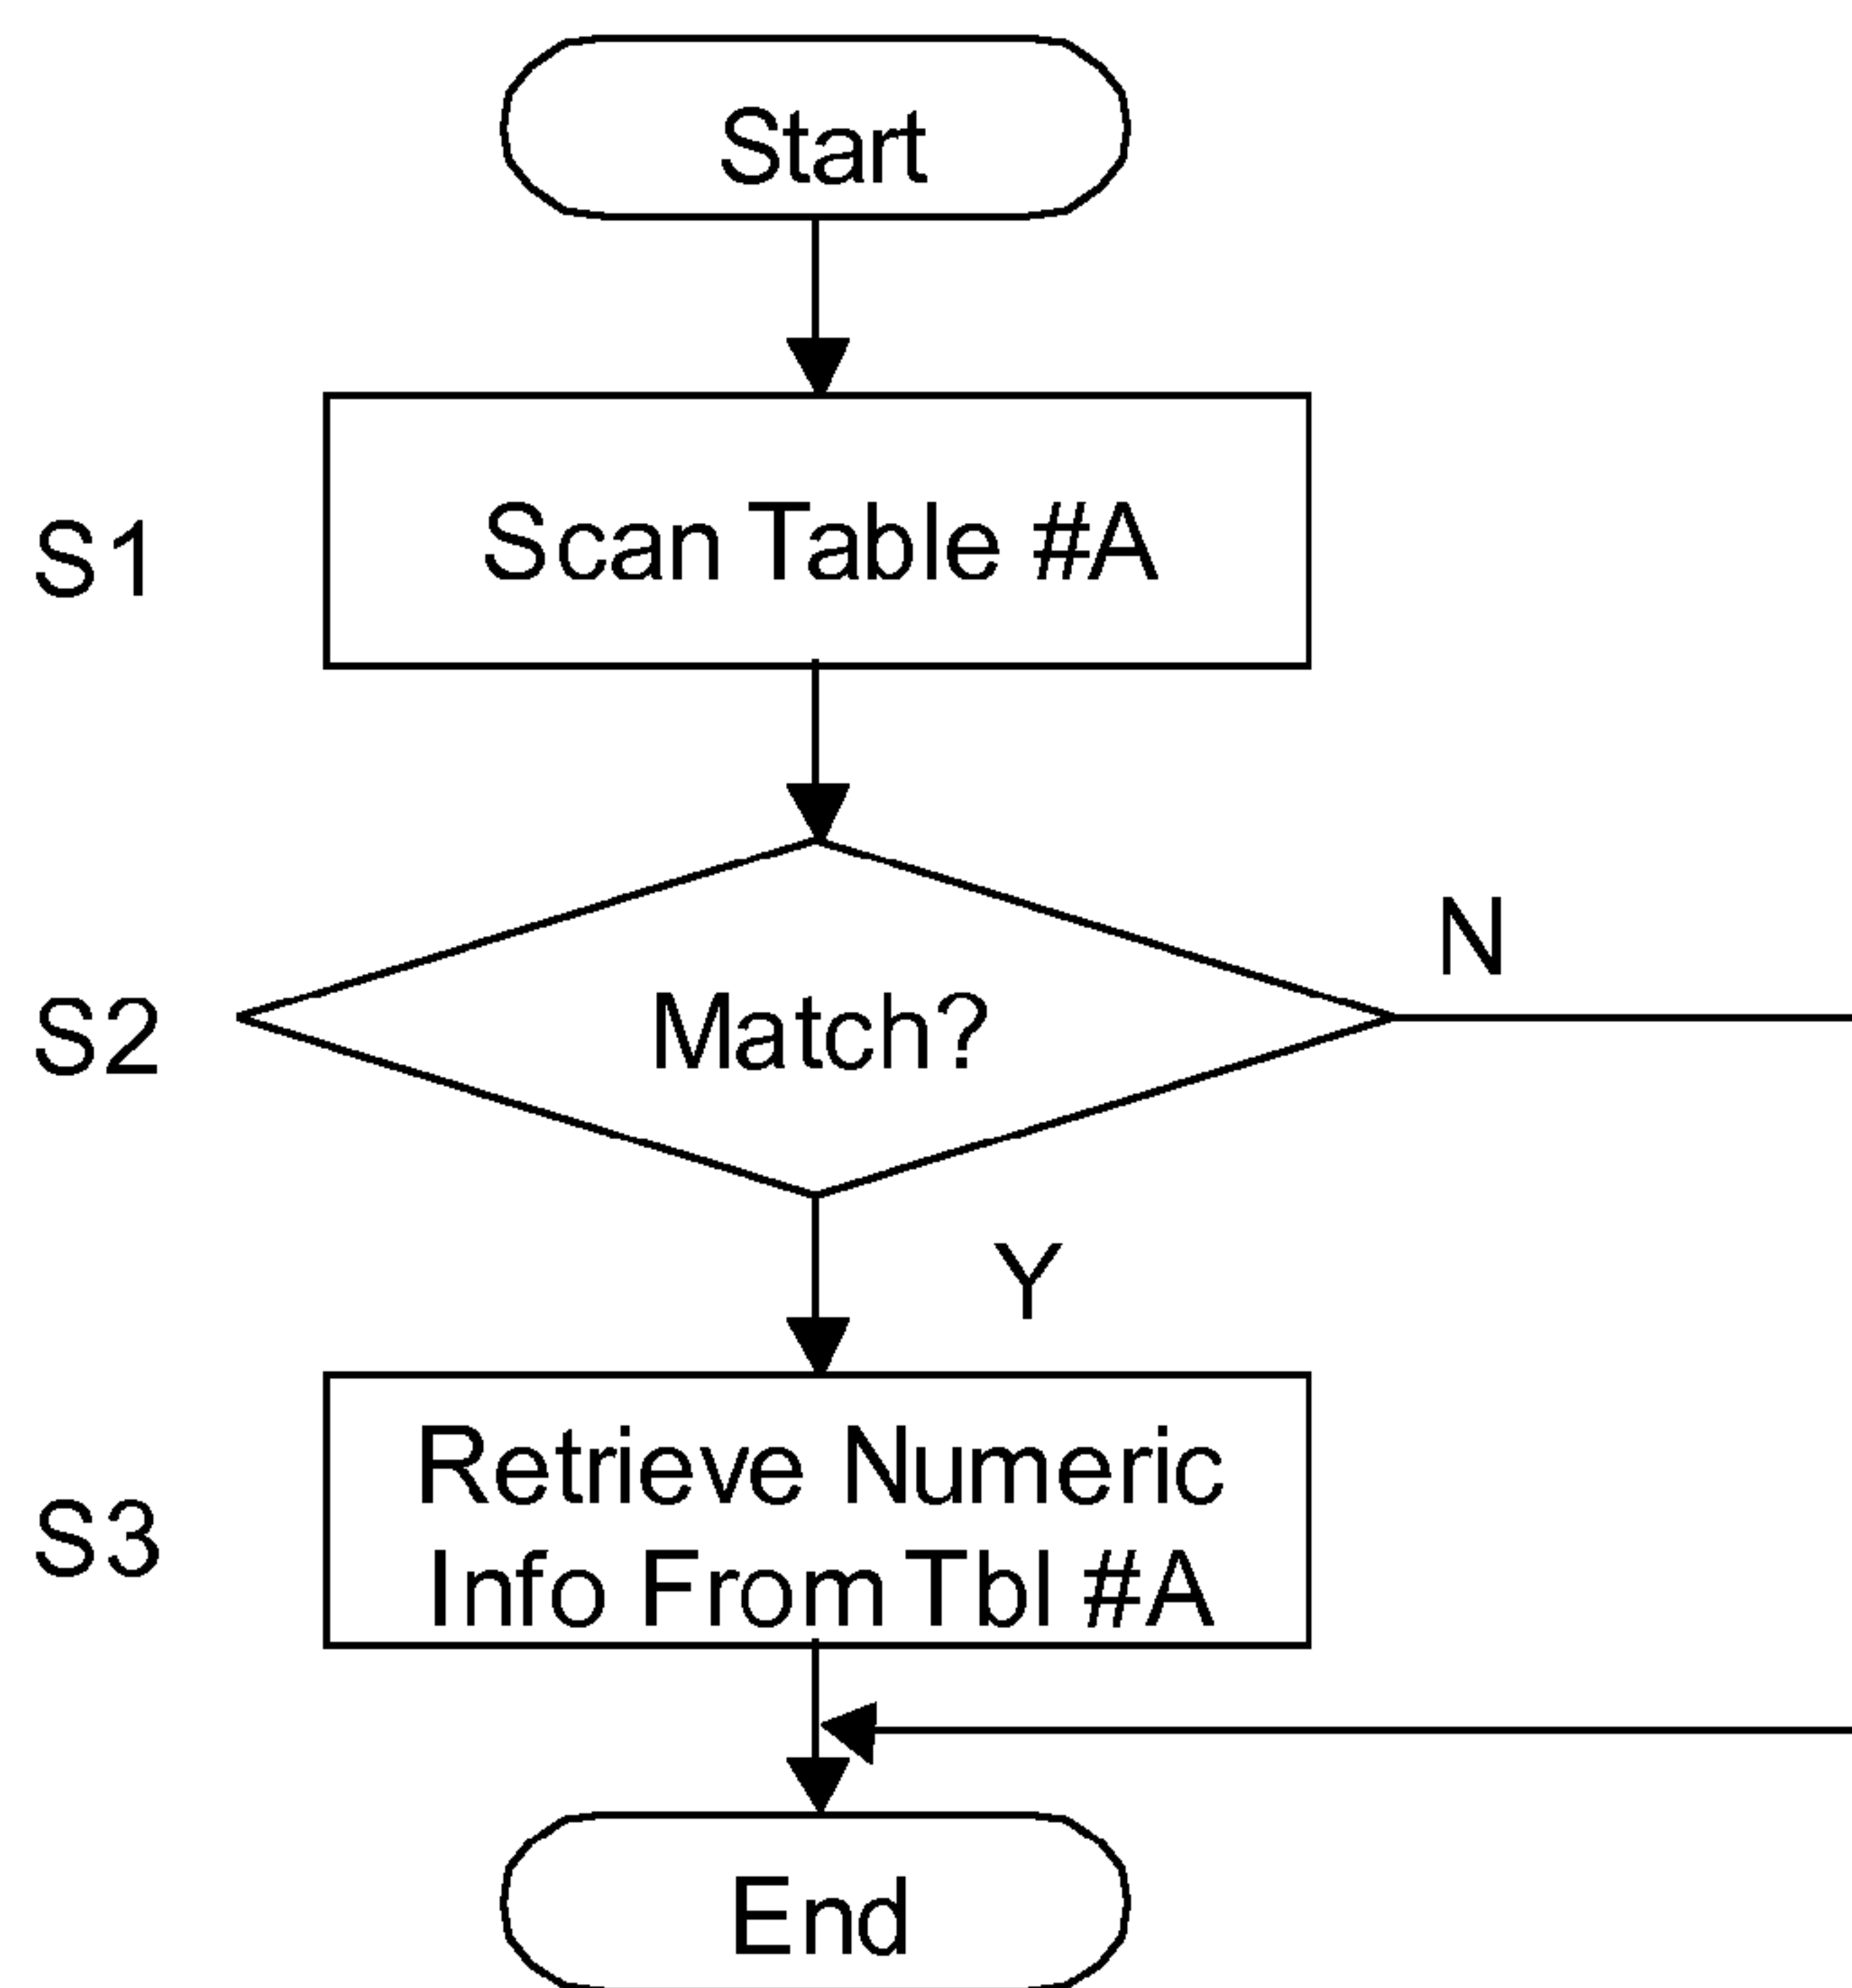 Start
S1
Scan Table #A
S2
Match?
N
Y
S3
Retrieve Numeric
Info From Tbl #A
End